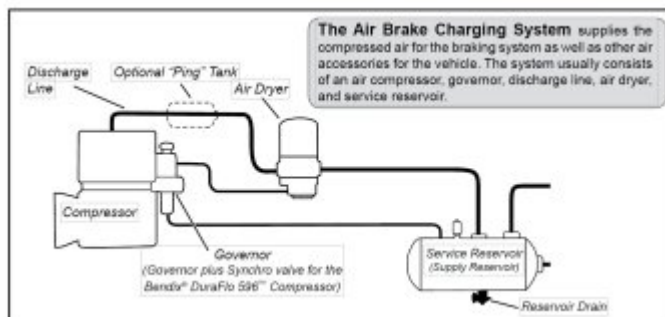 The Air Brake Charging System supplies the
compressed air for the braking system as well as other air
accessories for the vehicle. The system usually consists
of an air compressor, governor, discharge line, air dryer,
and service reservoir.
Discharge
Line
Optional "Ping" Tank
Air Dryer
Compressor
Governor
(Governor plus Synchro valve for the
Bendix® DuraFlo 596™ Compressor)
Service Reservoir
(Supply Reservoir)
Reservoir Drain